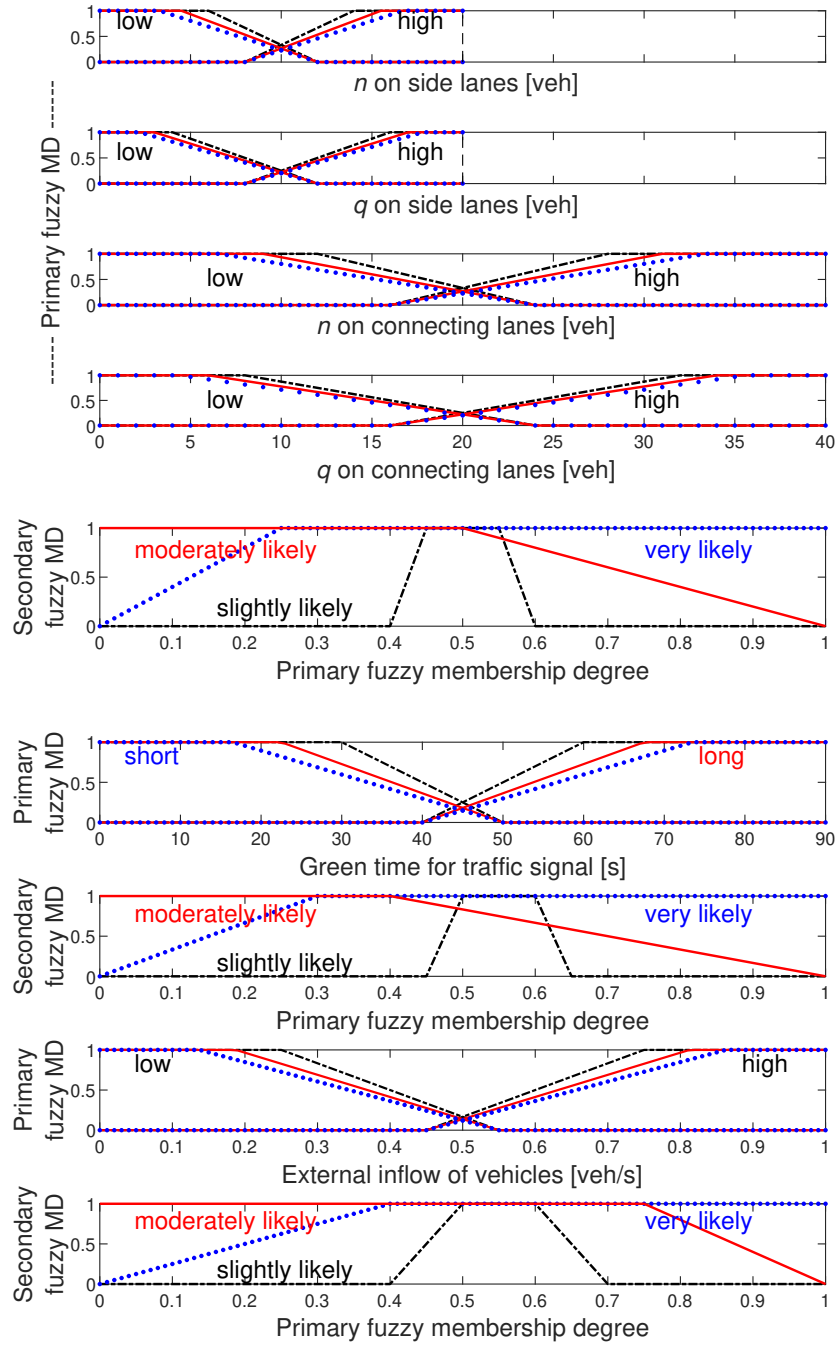 ------ Primary fuzzy MD ------
1
0.5
0
low
high
n on side lanes [veh]
1
0.5
0
low
high
q on side lanes [veh]
1
0.5
0
low
high
n on connecting lanes [veh]
1
0.5
0
low
high
0 5 10 15 20 25 30 35 40
q on connecting lanes [veh]
Secondary
fuzzy MD
1
0.5
0
moderately likely
very likely
slightly likely
0 0.1 0.2 0.3 0.4 0.5 0.6 0.7 0.8 0.9 1
Primary fuzzy membership degree
Primary
fuzzy MD
1
0.5
0
short
long
0 10 20 30 40 50 60 70 80 90
Green time for traffic signal [s]
Secondary
fuzzy MD
1
0.5
0
moderately likely
very likely
slightly likely
0 0.1 0.2 0.3 0.4 0.5 0.6 0.7 0.8 0.9 1
Primary fuzzy membership degree
Primary
fuzzy MD
1
0.5
0
low
high
0 0.1 0.2 0.3 0.4 0.5 0.6 0.7 0.8 0.9 1
External inflow of vehicles [veh/s]
Secondary
fuzzy MD
1
0.5
0
moderately likely
very likely
slightly likely
0 0.1 0.2 0.3 0.4 0.5 0.6 0.7 0.8 0.9 1
Primary fuzzy membership degree